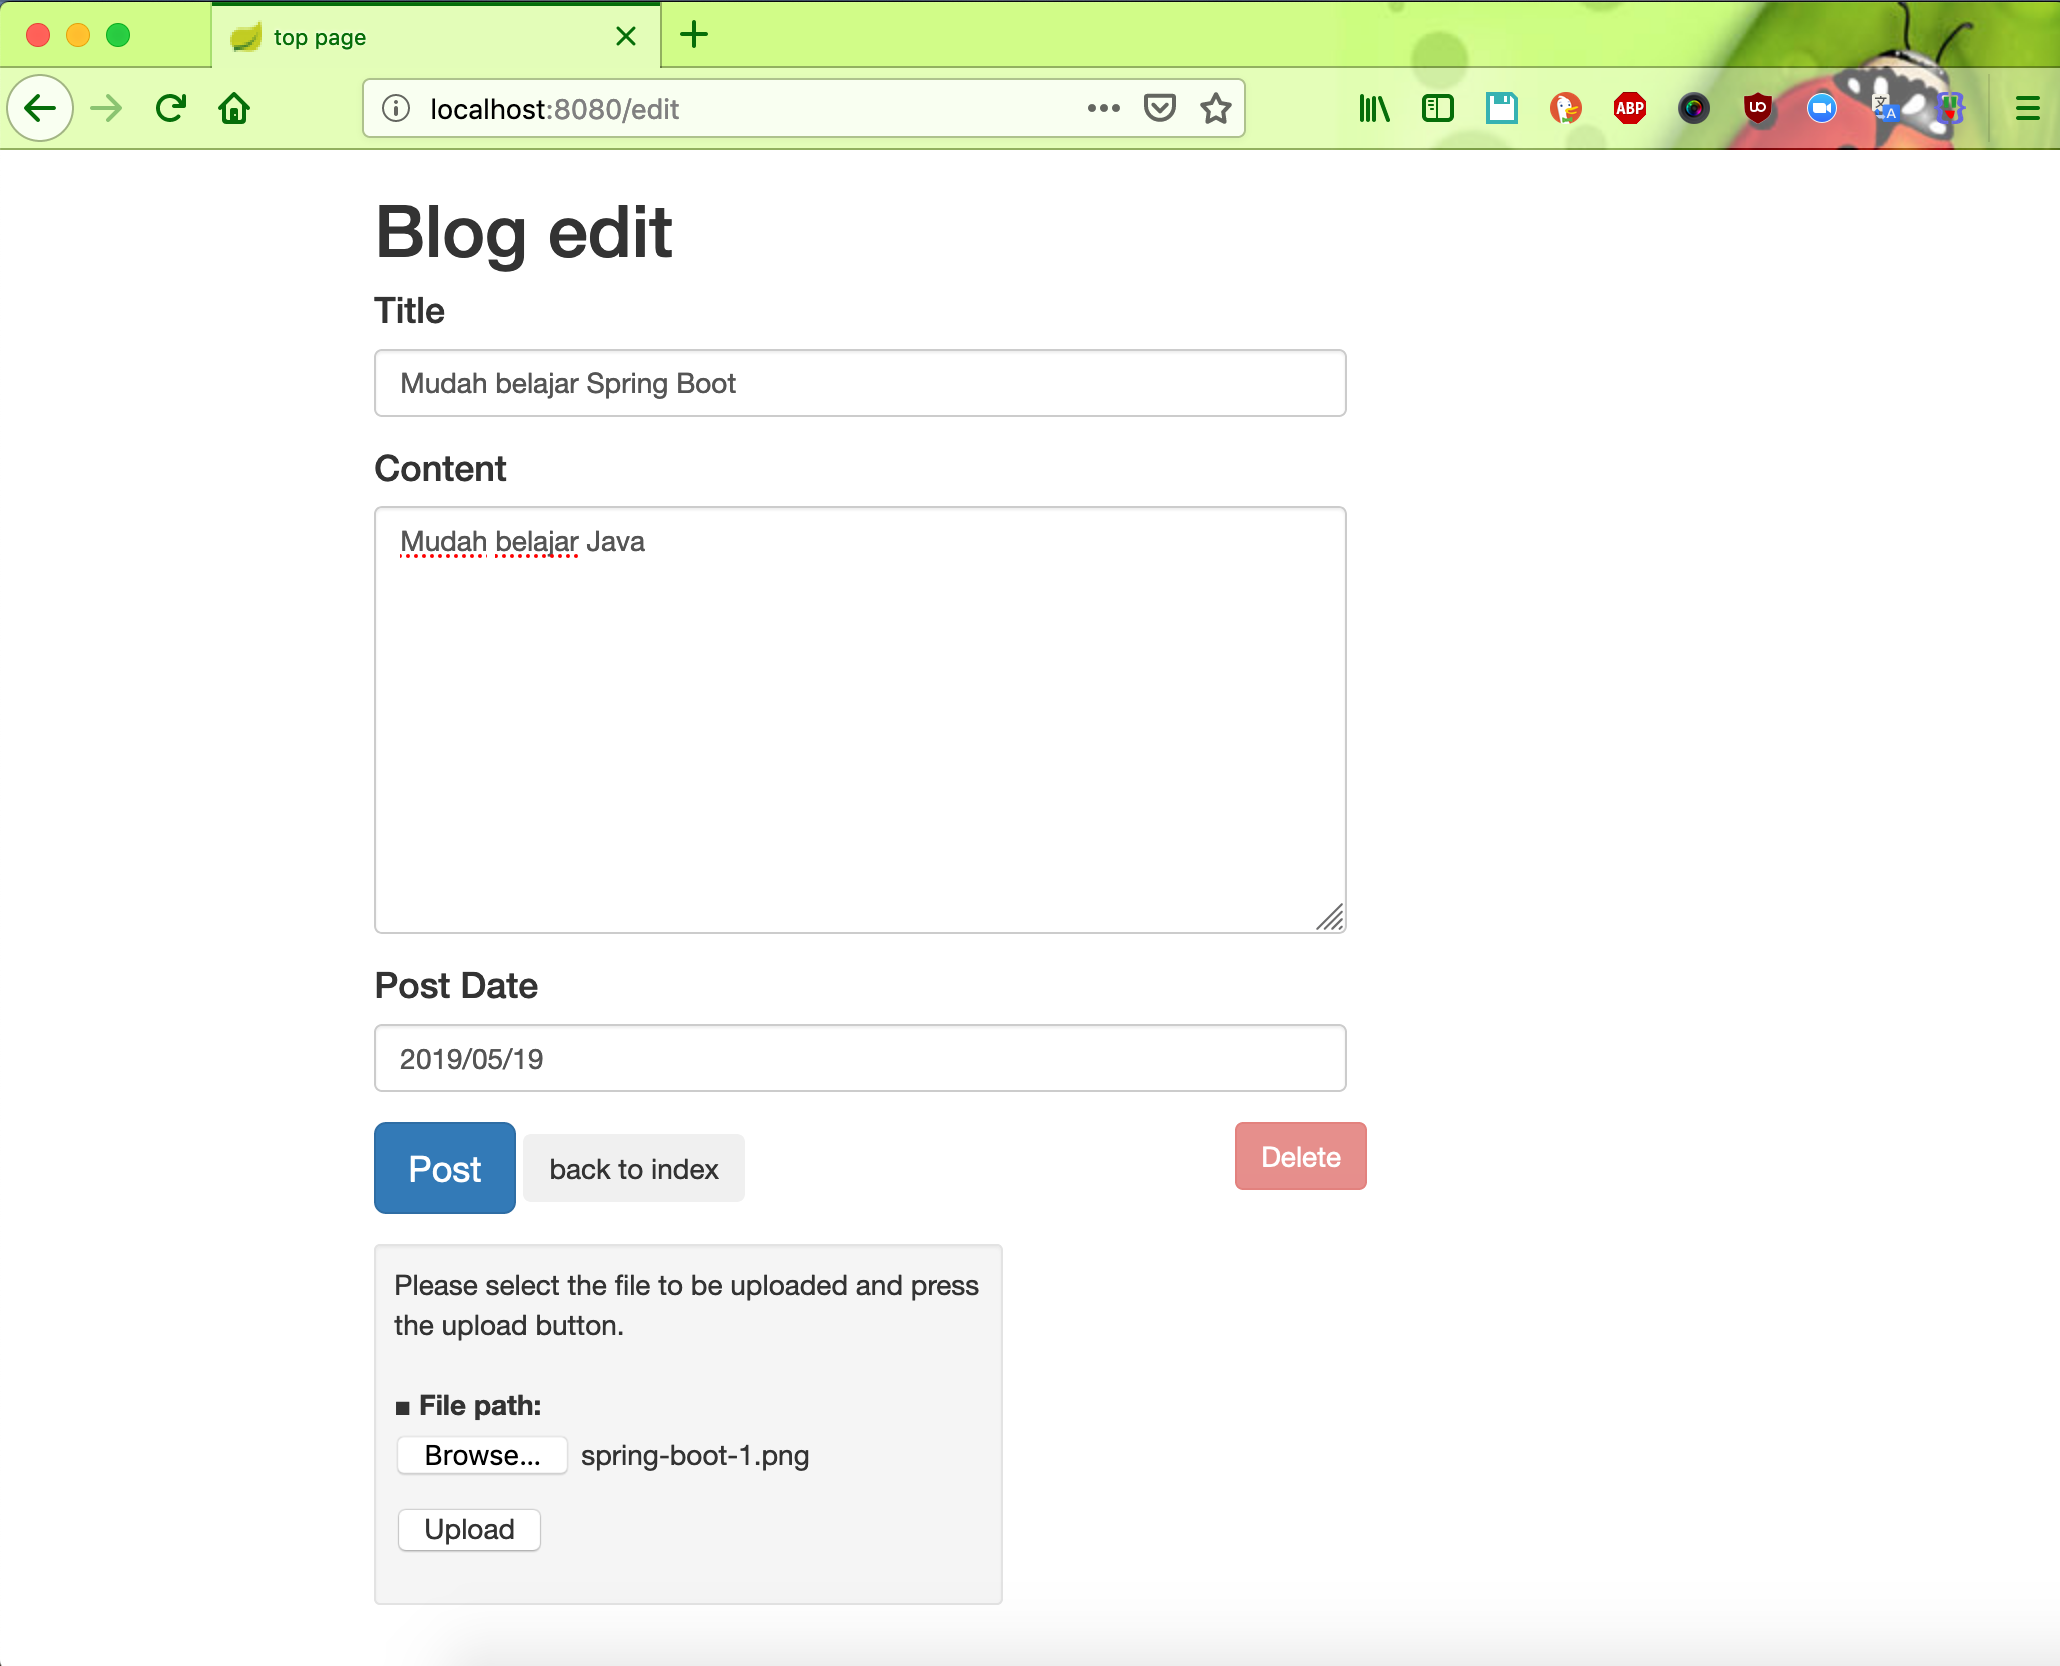 top page
localhost:8080/edit
ABP
Blog edit
Title
Mudah belajar Spring Boot
Content
Mudah belajar Java
Post Date
2019/05/19
Post
back to index
Delete
Please select the file to be uploaded and press
the upload button.
■ File path:
Browse... spring-boot-1.png
Upload